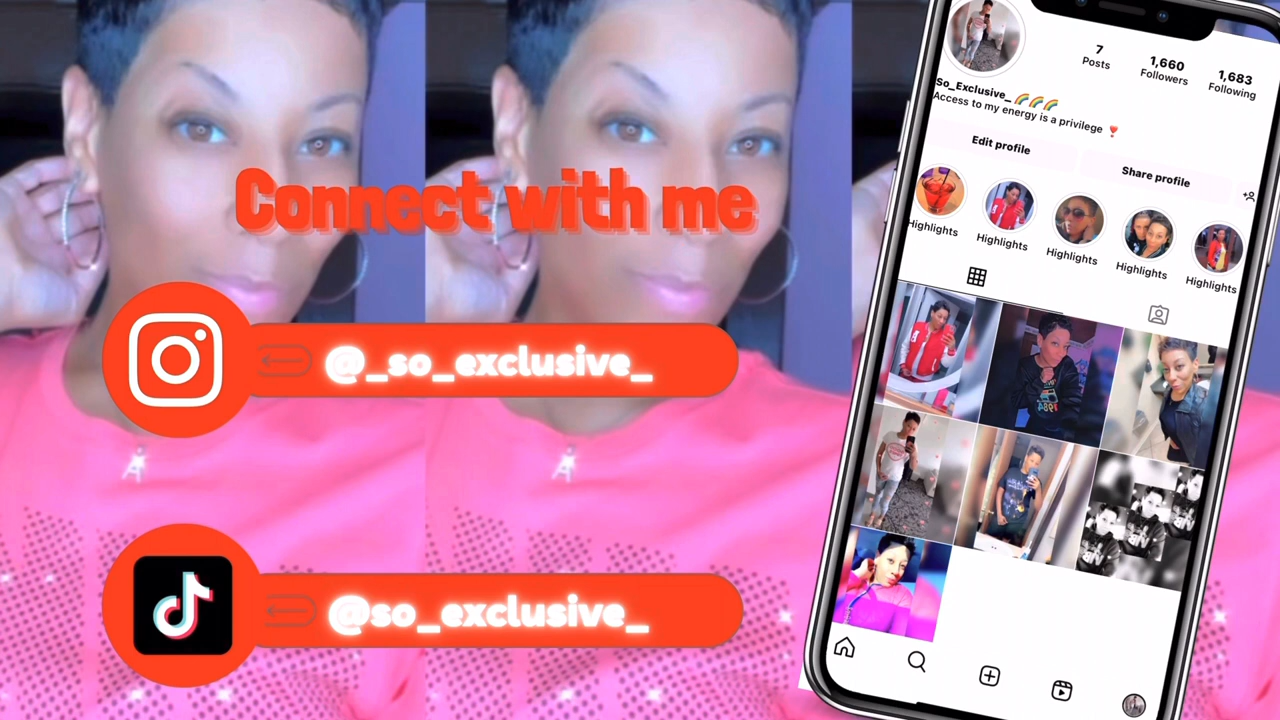 Connect with me
@_so_exclusive_
@so_exclusive_
7
Posts
1,660
Followers
1,683
Following
So_Exclusive_ 🌈🌈🌈
Access to my energy is a privilege ❣️
Edit profile
Share profile
Highlights
Highlights
Highlights
Highlights
Highlights
A
A
1984